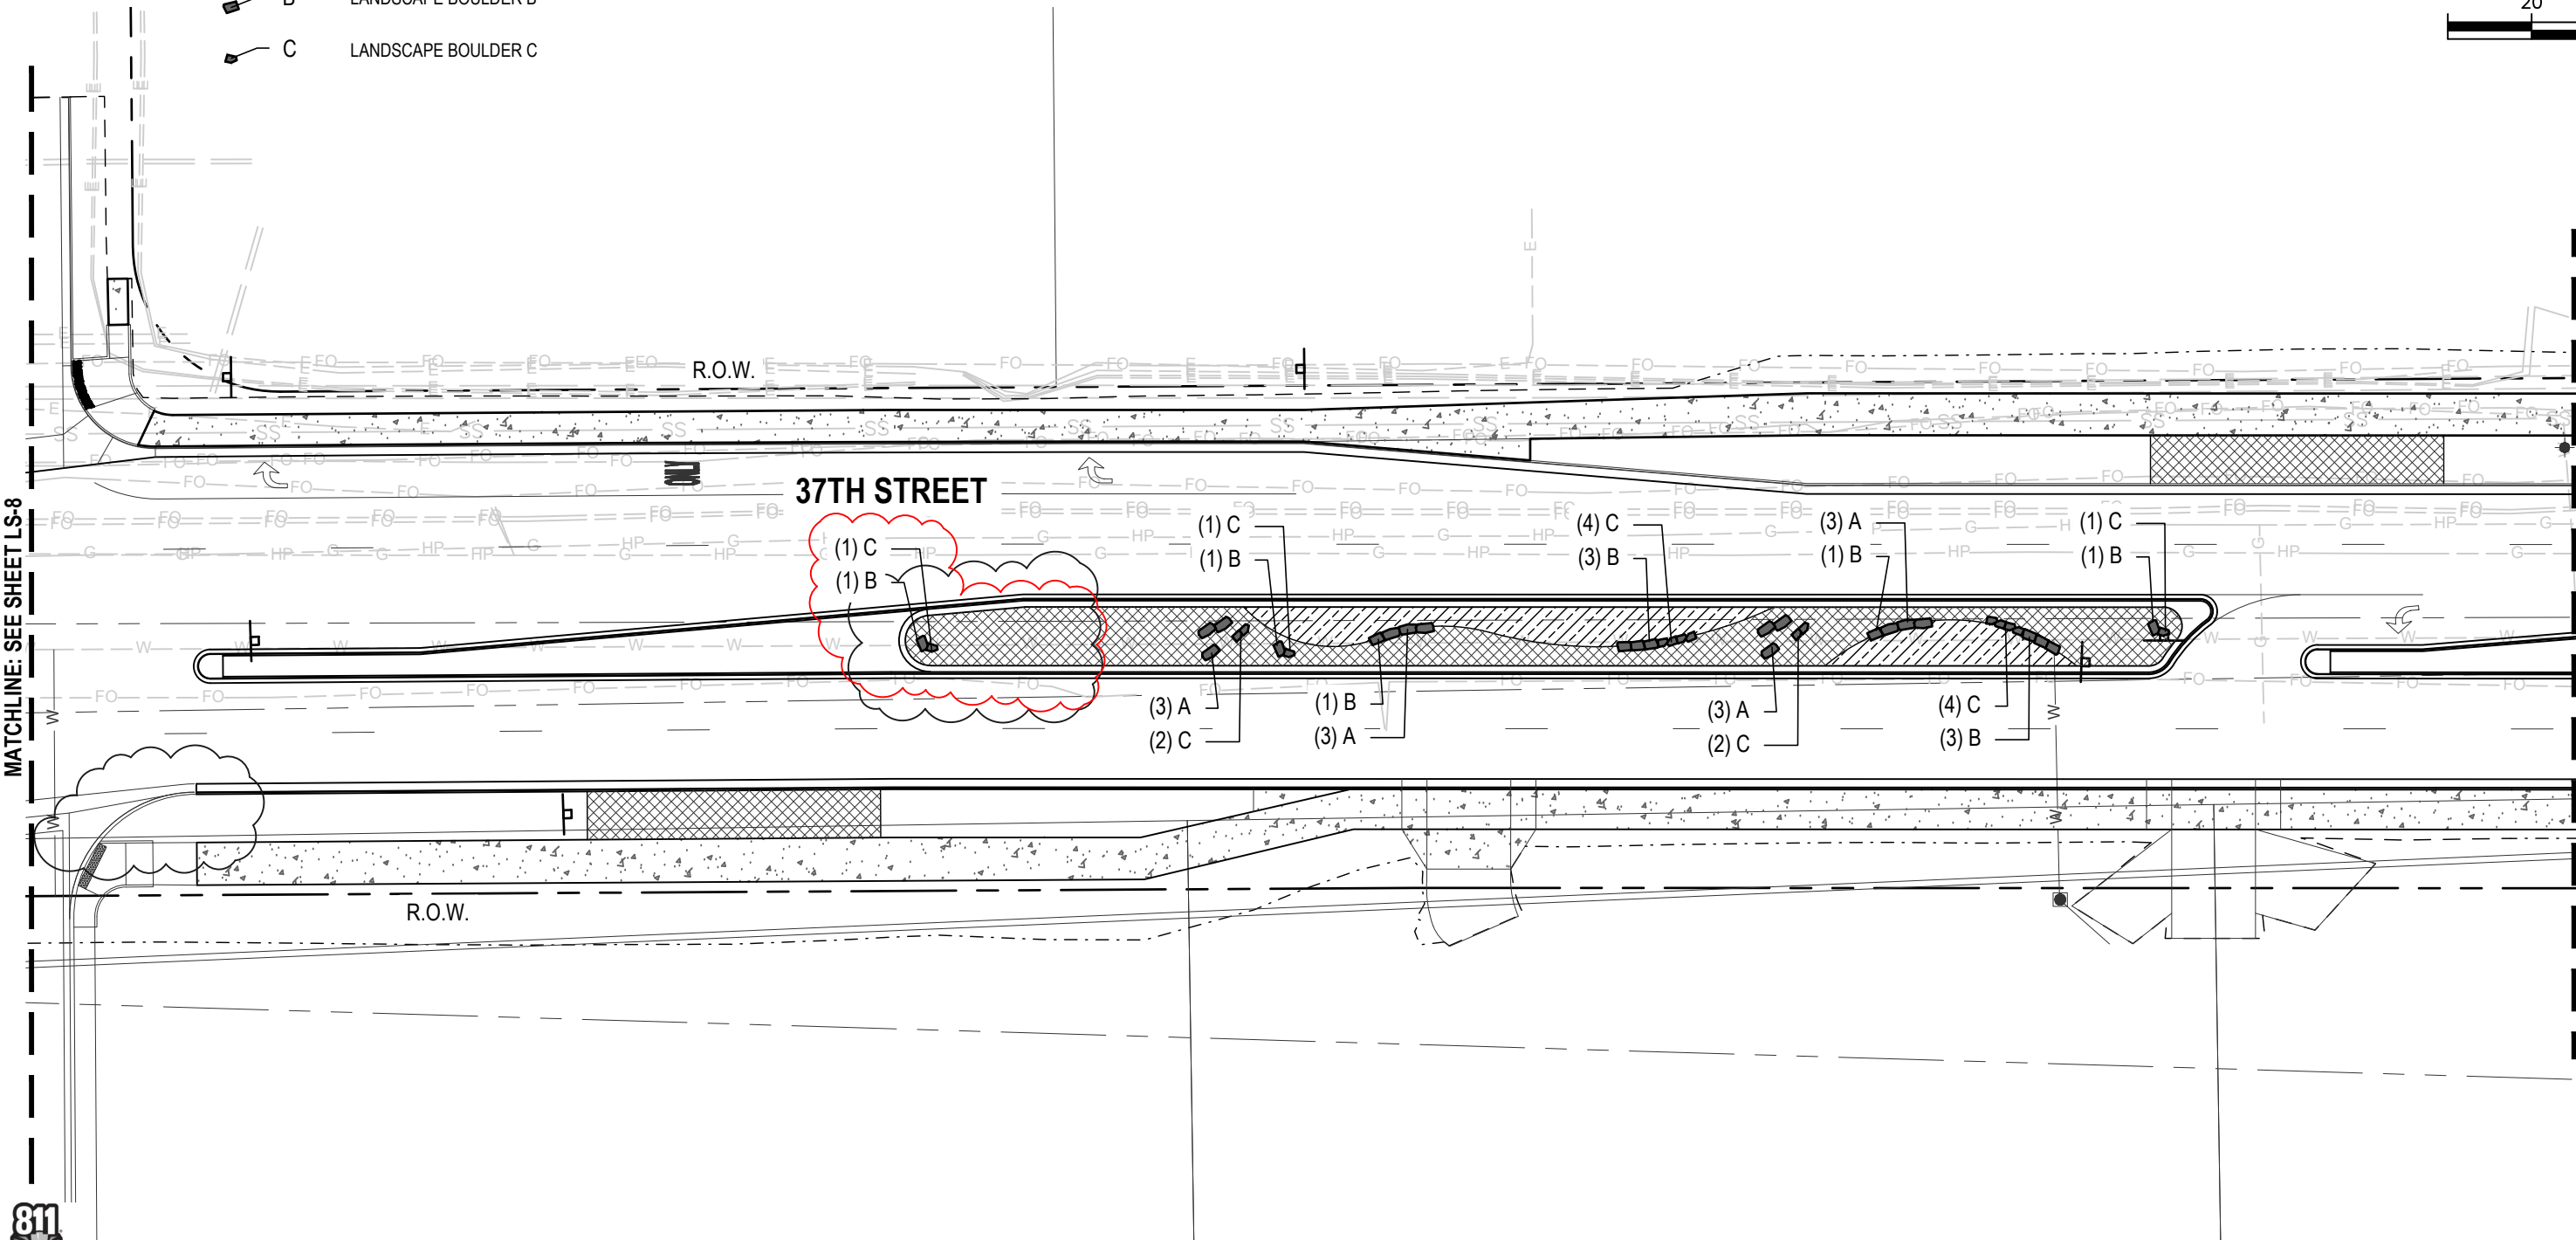 20
B LANDSCAPE BOULDER B
C LANDSCAPE BOULDER C
R.O.W.
37TH STREET
MATCHLINE: SEE SHEET LS-8
(1) C
(1) B
(1) C
(1) B
(4) C
(3) B
(3) A
(1) B
(1) C
(1) B
(3) A
(2) C
(1) B
(3) A
(3) A
(2) C
(4) C
(3) B
R.O.W.
811